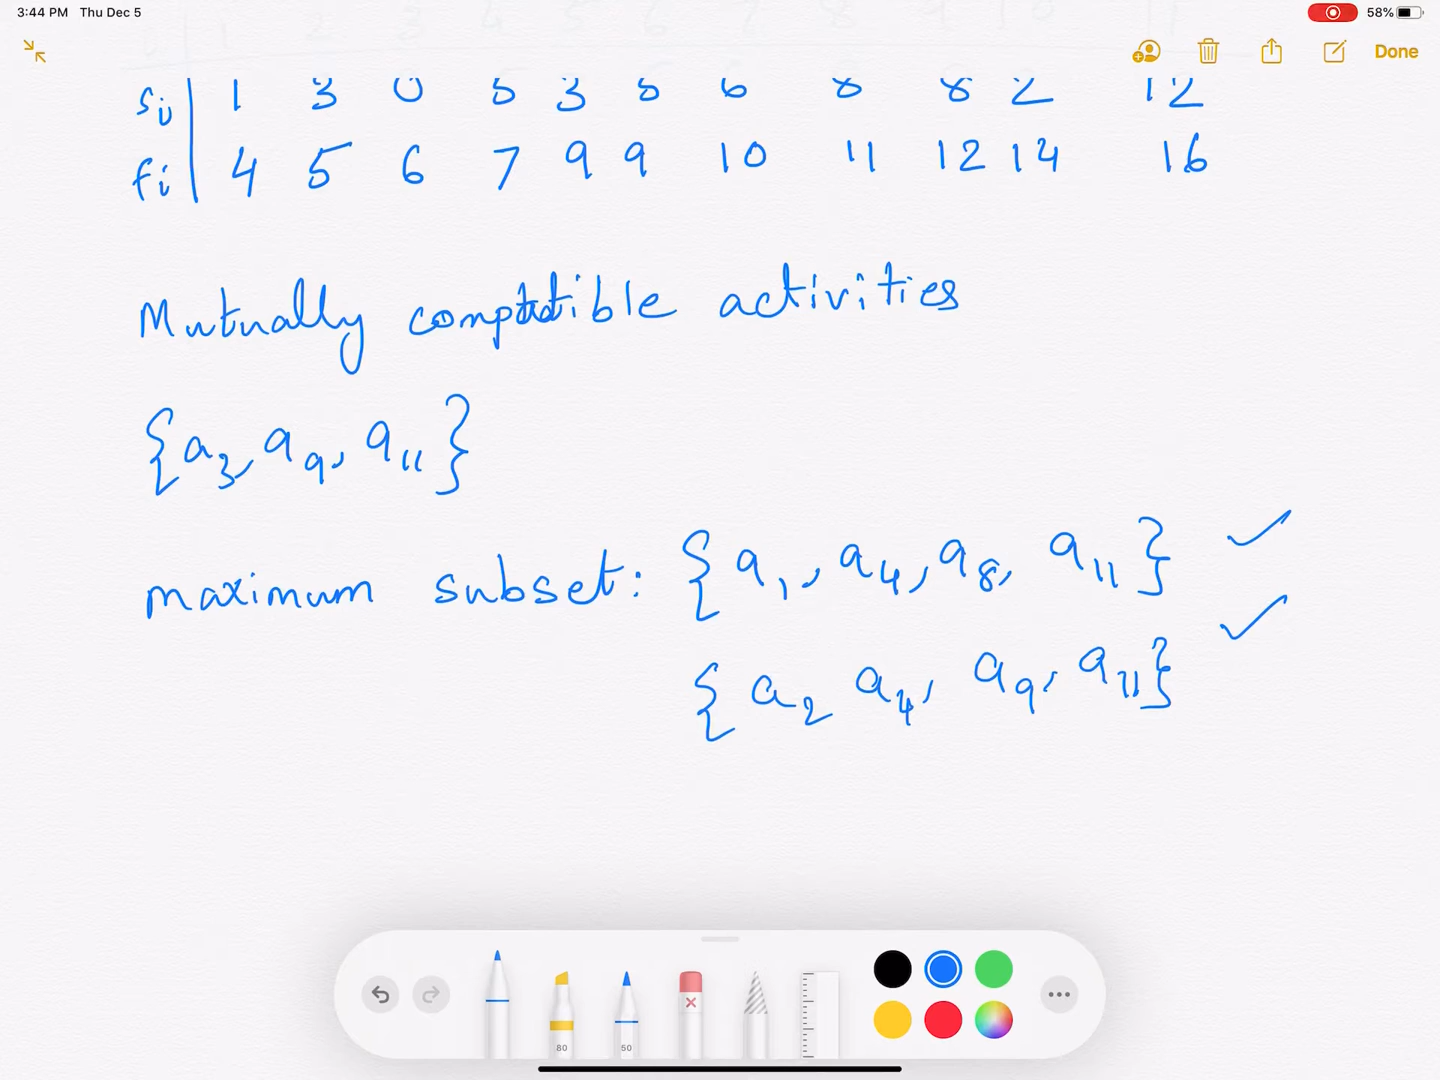 3:44 PM Thu Dec 5 58%
Done
si 1 3 0 5 3 5 6 8 8 2 12
fi 4 5 6 7 9 9 10 11 12 14 16
Mutually compatible activities
{a3, a9, a11}
maximum subset: {a1, a4, a8, a11} ✓
{a2 a4, a9, a11} ✓
80 50